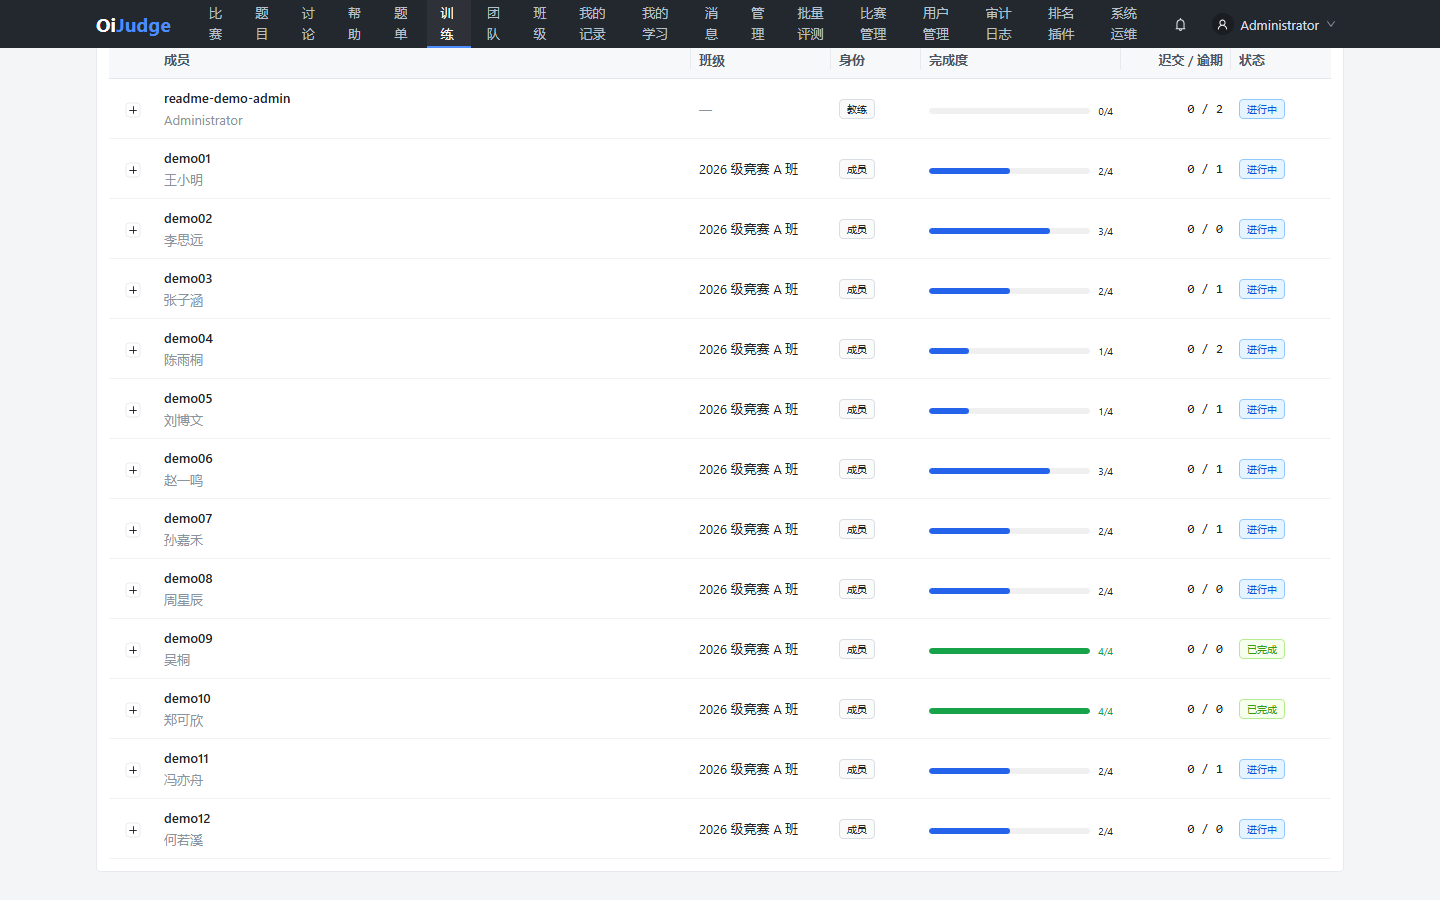 OiJudge 比赛 题目 讨论 帮助 题单 训练 团队 班级 我的记录 我的学习 消息 管理 批量评测 比赛管理 用户管理 审计日志 排名插件 系统运维 Administrator
成员 班级 身份 完成度 迟交 / 逾期 状态
readme-demo-admin
Administrator — 教练 0/4 0 / 2 进行中
demo01
王小明 2026 级竞赛 A 班 成员 2/4 0 / 1 进行中
demo02
李思远 2026 级竞赛 A 班 成员 3/4 0 / 0 进行中
demo03
张子涵 2026 级竞赛 A 班 成员 2/4 0 / 1 进行中
demo04
陈雨桐 2026 级竞赛 A 班 成员 1/4 0 / 2 进行中
demo05
刘博文 2026 级竞赛 A 班 成员 1/4 0 / 1 进行中
demo06
赵一鸣 2026 级竞赛 A 班 成员 3/4 0 / 1 进行中
demo07
孙嘉禾 2026 级竞赛 A 班 成员 2/4 0 / 1 进行中
demo08
周星辰 2026 级竞赛 A 班 成员 2/4 0 / 0 进行中
demo09
吴桐 2026 级竞赛 A 班 成员 4/4 0 / 0 已完成
demo10
郑可欣 2026 级竞赛 A 班 成员 4/4 0 / 0 已完成
demo11
冯亦舟 2026 级竞赛 A 班 成员 2/4 0 / 1 进行中
demo12
何若溪 2026 级竞赛 A 班 成员 2/4 0 / 0 进行中